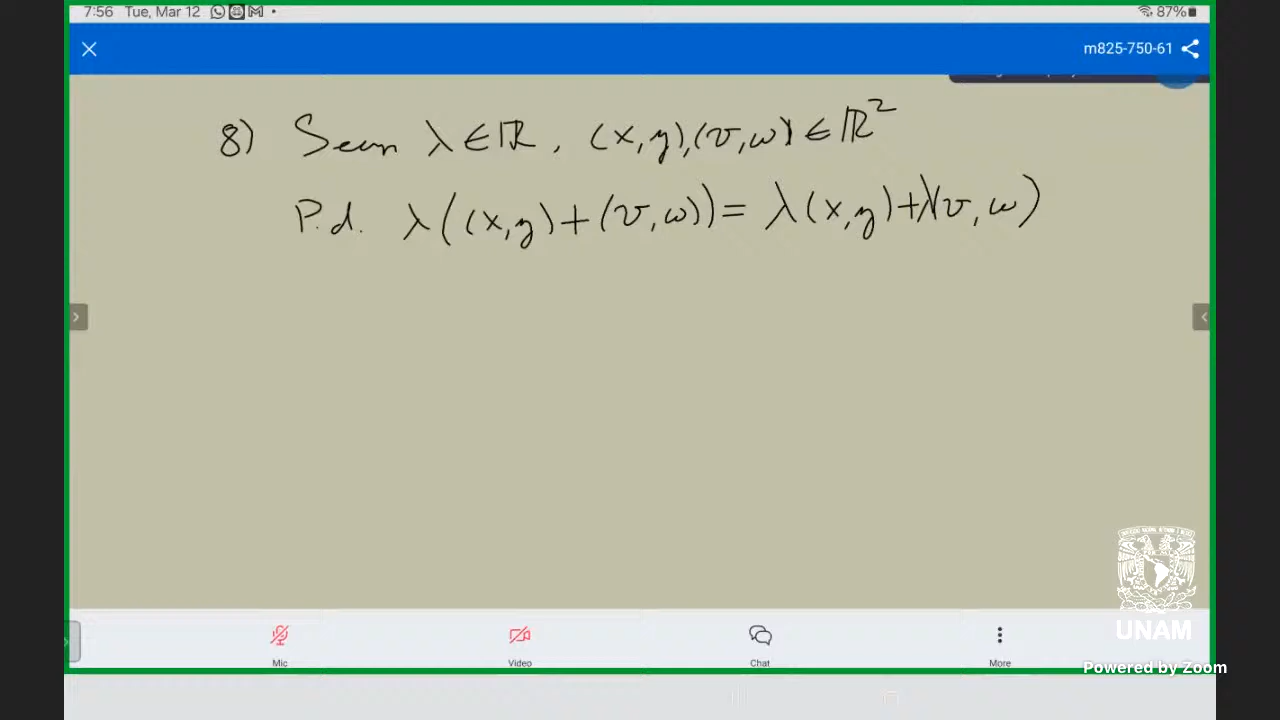 7:56 Tue, Mar 12
87%
m825-750-61
8) Sean λ ∈ ℝ, (x,y),(v,w) ∈ ℝ²
P.d. λ((x,y)+(v,w)) = λ(x,y)+λ(v,w)
UNAM
Mic Video Chat More
Powered by Zoom